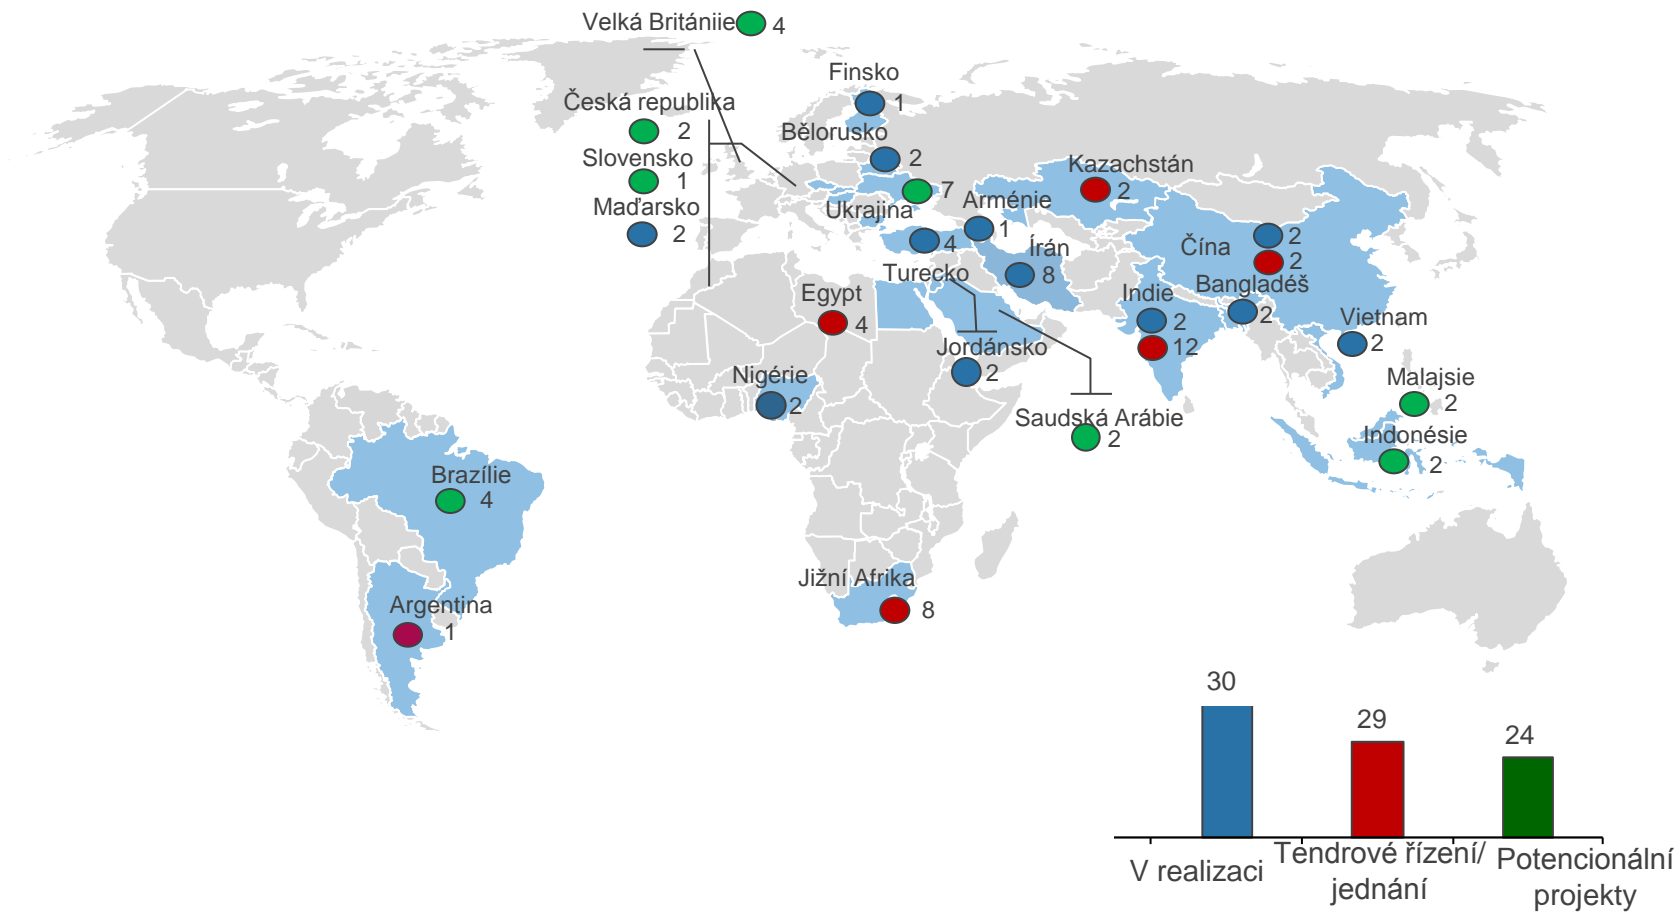 Velká Britániie 4
Finsko
1
Česká republika
2
Bělorusko
2
Slovensko
1
Kazachstán
2
7
Maďarsko
2
Ukrajina
Arménie
1
4
Čína
2
2
Írán
8
Turecko
Egypt
4
Indie
2
12
Bangladéš
2
Vietnam
2
Jordánsko
2
Nigérie
2
Malajsie
2
Saudská Arábie
2
Indonésie
2
Brazílie
4
Jižní Afrika
8
Argentina
1
30
29
24
V realizaci
Tendrové řízení/
jednání
Potencionální
projekty